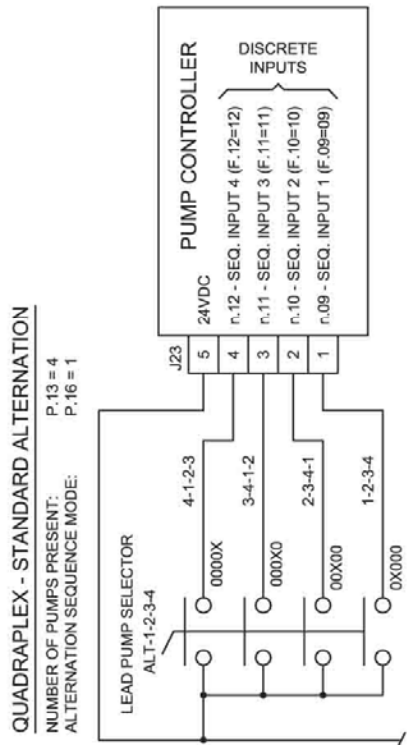 QUADRAPLEX - STANDARD ALTERNATION
NUMBER OF PUMPS PRESENT: P.13 = 4
ALTERNATION SEQUENCE MODE: P.16 = 1
LEAD PUMP SELECTOR
ALT-1-2-3-4
0000X
000X0
00X00
0X000
4-1-2-3
3-4-1-2
2-3-4-1
1-2-3-4
J23
5
4
3
2
1
PUMP CONTROLLER
24VDC
DISCRETE
INPUTS
n.12 - SEQ. INPUT 4 (F.12=12)
n.11 - SEQ. INPUT 3 (F.11=11)
n.10 - SEQ. INPUT 2 (F.10=10)
n.09 - SEQ. INPUT 1 (F.09=09)